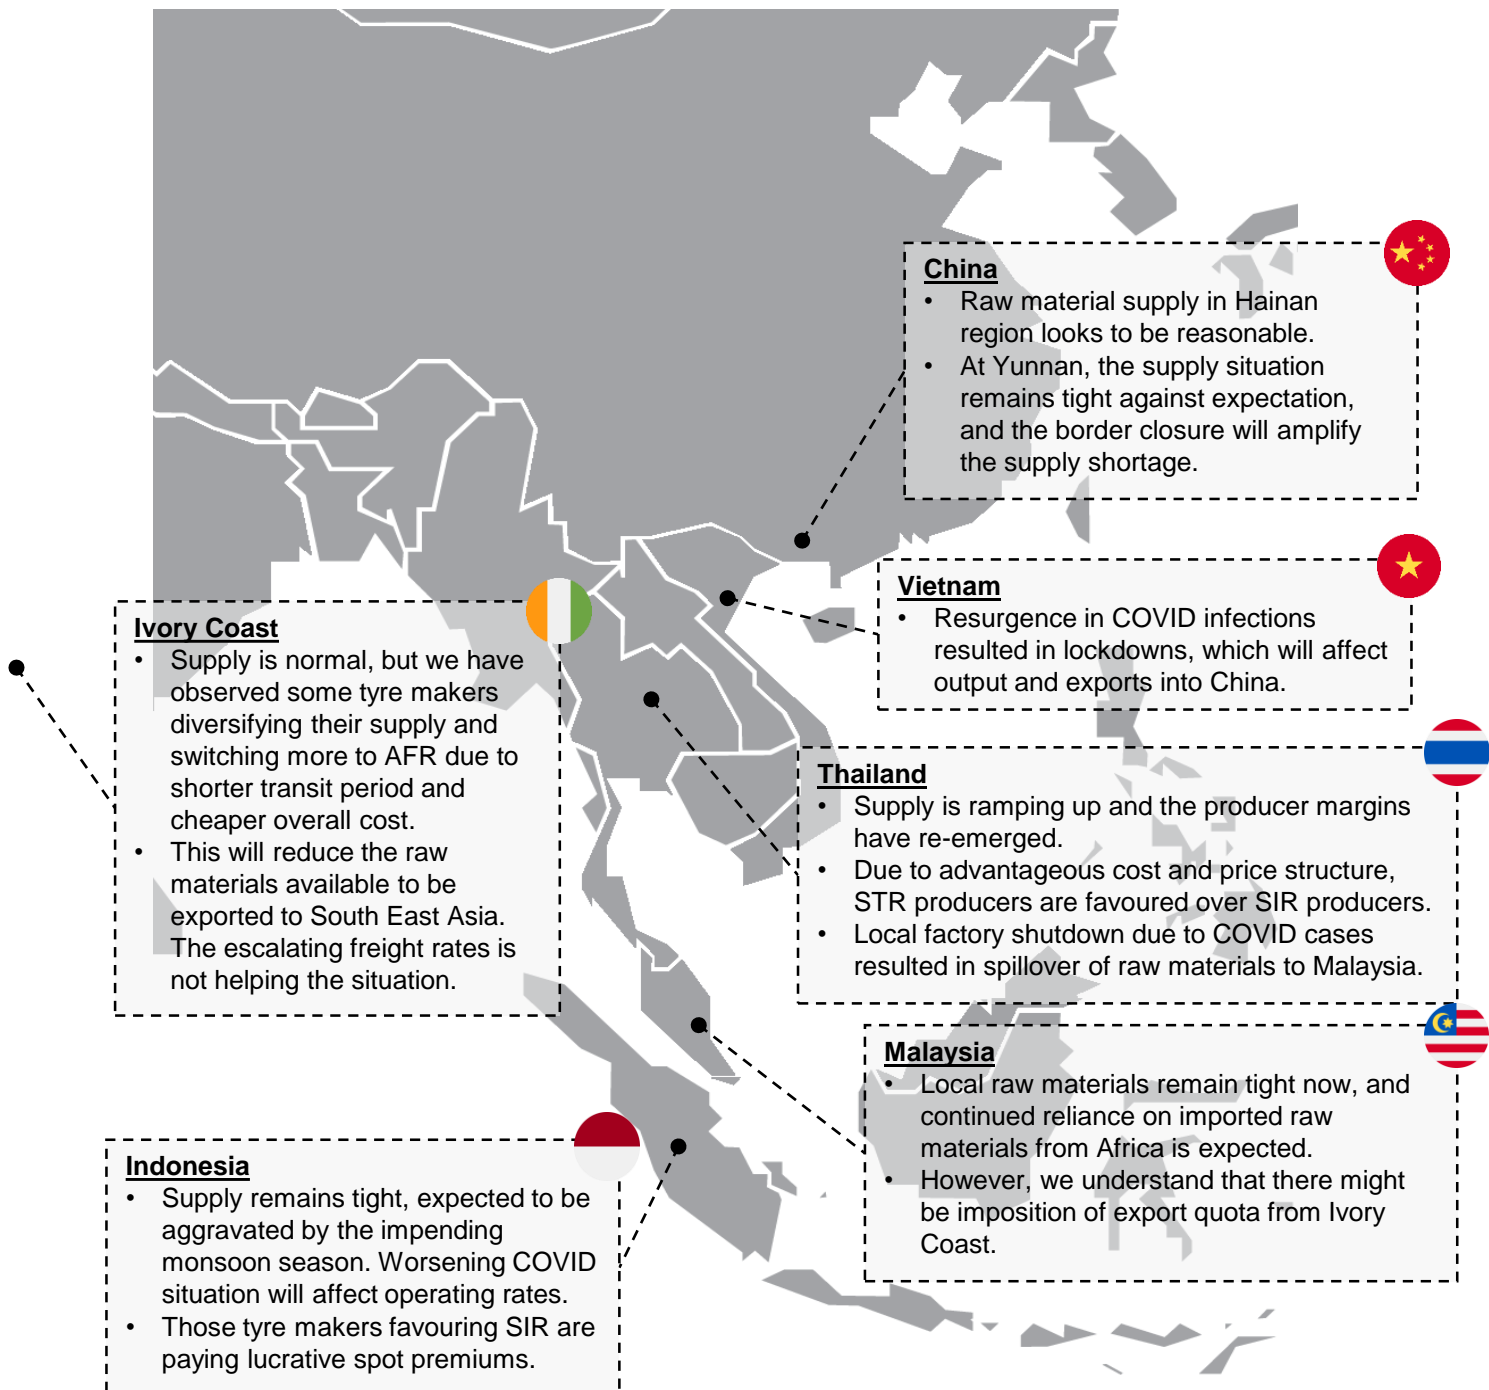 China
• Raw material supply in Hainan
region looks to be reasonable.
• At Yunnan, the supply situation
remains tight against expectation,
and the border closure will amplify
the supply shortage.
Vietnam
• Resurgence in COVID infections
resulted in lockdowns, which will affect
output and exports into China.
Ivory Coast
• Supply is normal, but we have
observed some tyre makers
diversifying their supply and
switching more to AFR due to
shorter transit period and
cheaper overall cost.
• This will reduce the raw
materials available to be
exported to South East Asia.
The escalating freight rates is
not helping the situation.
Thailand
• Supply is ramping up and the producer margins
have re-emerged.
• Due to advantageous cost and price structure,
STR producers are favoured over SIR producers.
• Local factory shutdown due to COVID cases
resulted in spillover of raw materials to Malaysia.
Malaysia
• Local raw materials remain tight now, and
continued reliance on imported raw
materials from Africa is expected.
• However, we understand that there might
be imposition of export quota from Ivory
Coast.
Indonesia
• Supply remains tight, expected to be
aggravated by the impending
monsoon season. Worsening COVID
situation will affect operating rates.
• Those tyre makers favouring SIR are
paying lucrative spot premiums.